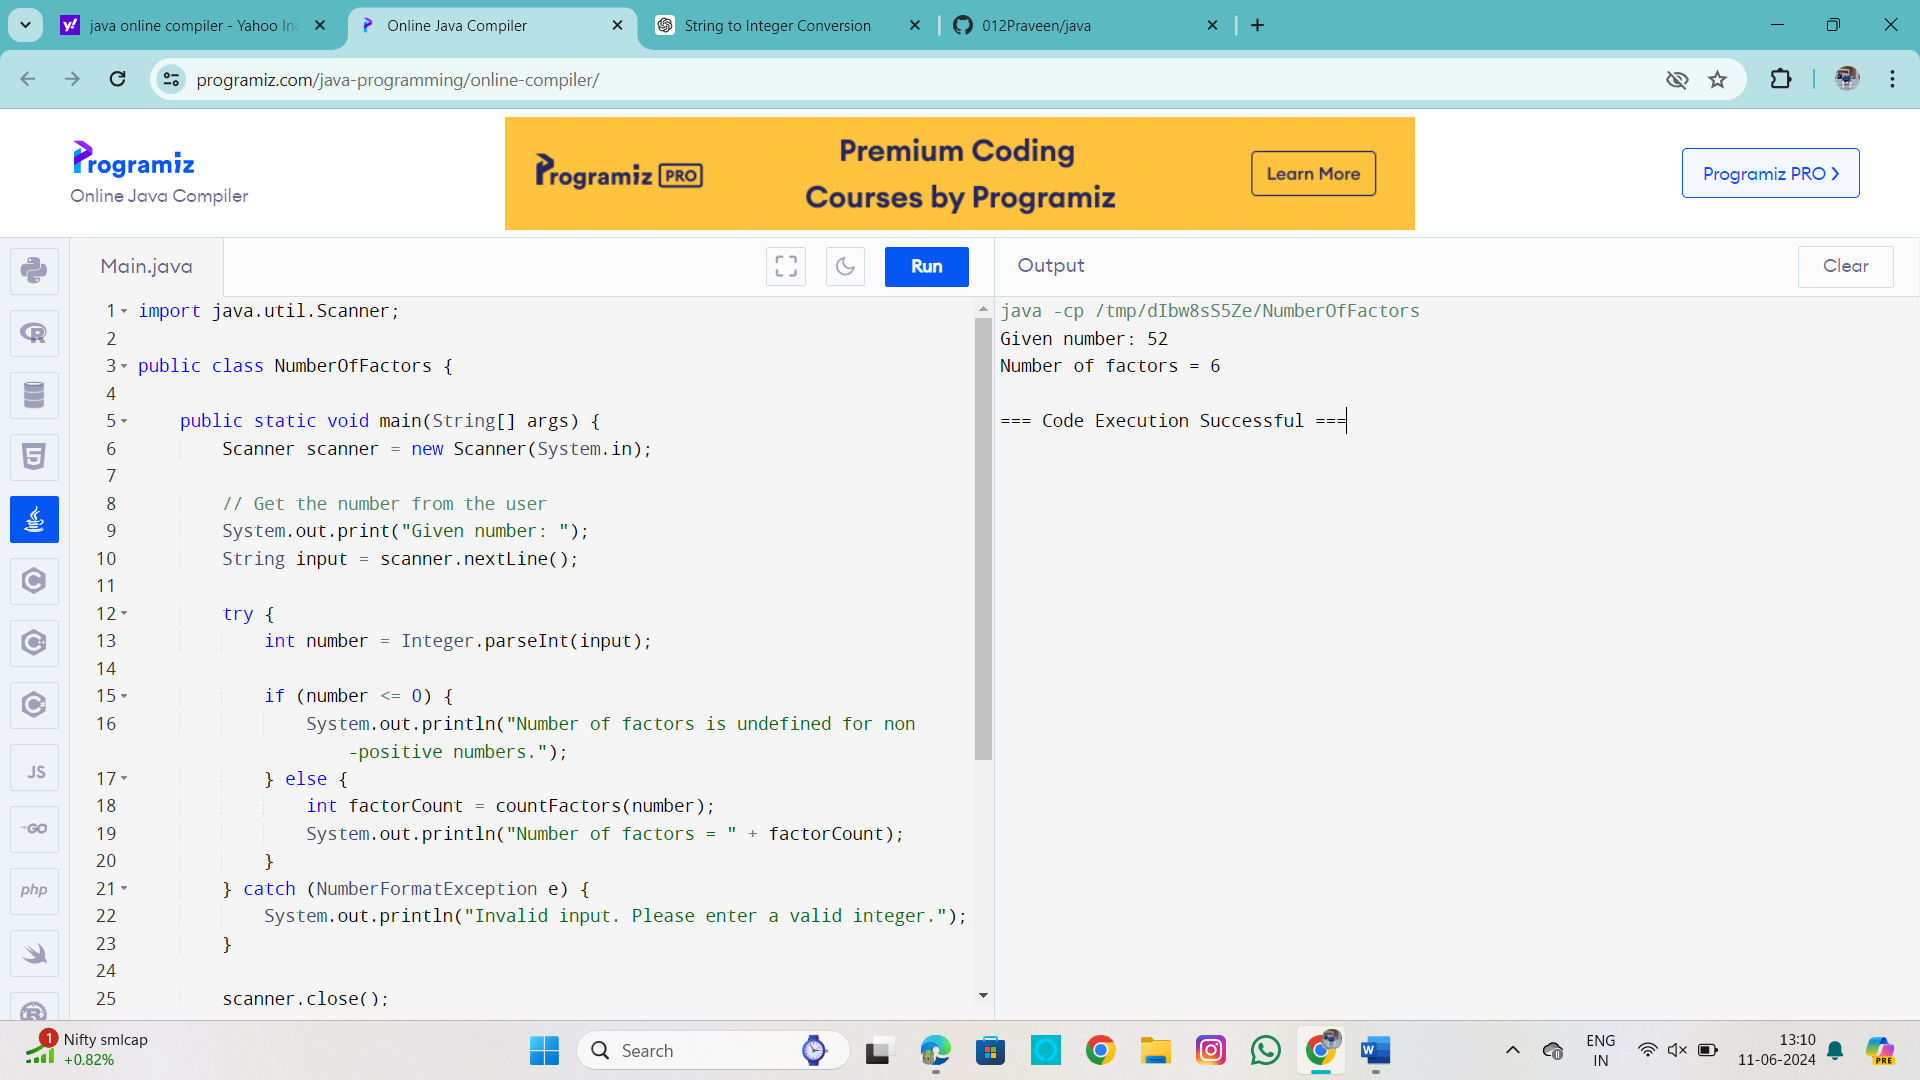 java online compiler - Yahoo In
Online Java Compiler
String to Integer Conversion
012Praveen/java
programiz.com/java-programming/online-compiler/
Programiz
Online Java Compiler
Programiz PRO
Premium Coding
Courses by Programiz
Learn More
Programiz PRO
Main.java
Run
Output
Clear
1 import java.util.Scanner;
2
3 public class NumberOfFactors {
4
5 public static void main(String[] args) {
6 Scanner scanner = new Scanner(System.in);
7
8 // Get the number from the user
9 System.out.print("Given number: ");
10 String input = scanner.nextLine();
11
12 try {
13 int number = Integer.parseInt(input);
14
15 if (number <= 0) {
16 System.out.println("Number of factors is undefined for non
-positive numbers.");
17 } else {
18 int factorCount = countFactors(number);
19 System.out.println("Number of factors = " + factorCount);
20 }
21 } catch (NumberFormatException e) {
22 System.out.println("Invalid input. Please enter a valid integer.");
23 }
24
25 scanner.close();
java -cp /tmp/dIbw8sS5Ze/NumberOfFactors
Given number: 52
Number of factors = 6
=== Code Execution Successful ===
JS
GO
php
1
Nifty smlcap
+0.82%
Search
ENG
IN
13:10
11-06-2024
PRE